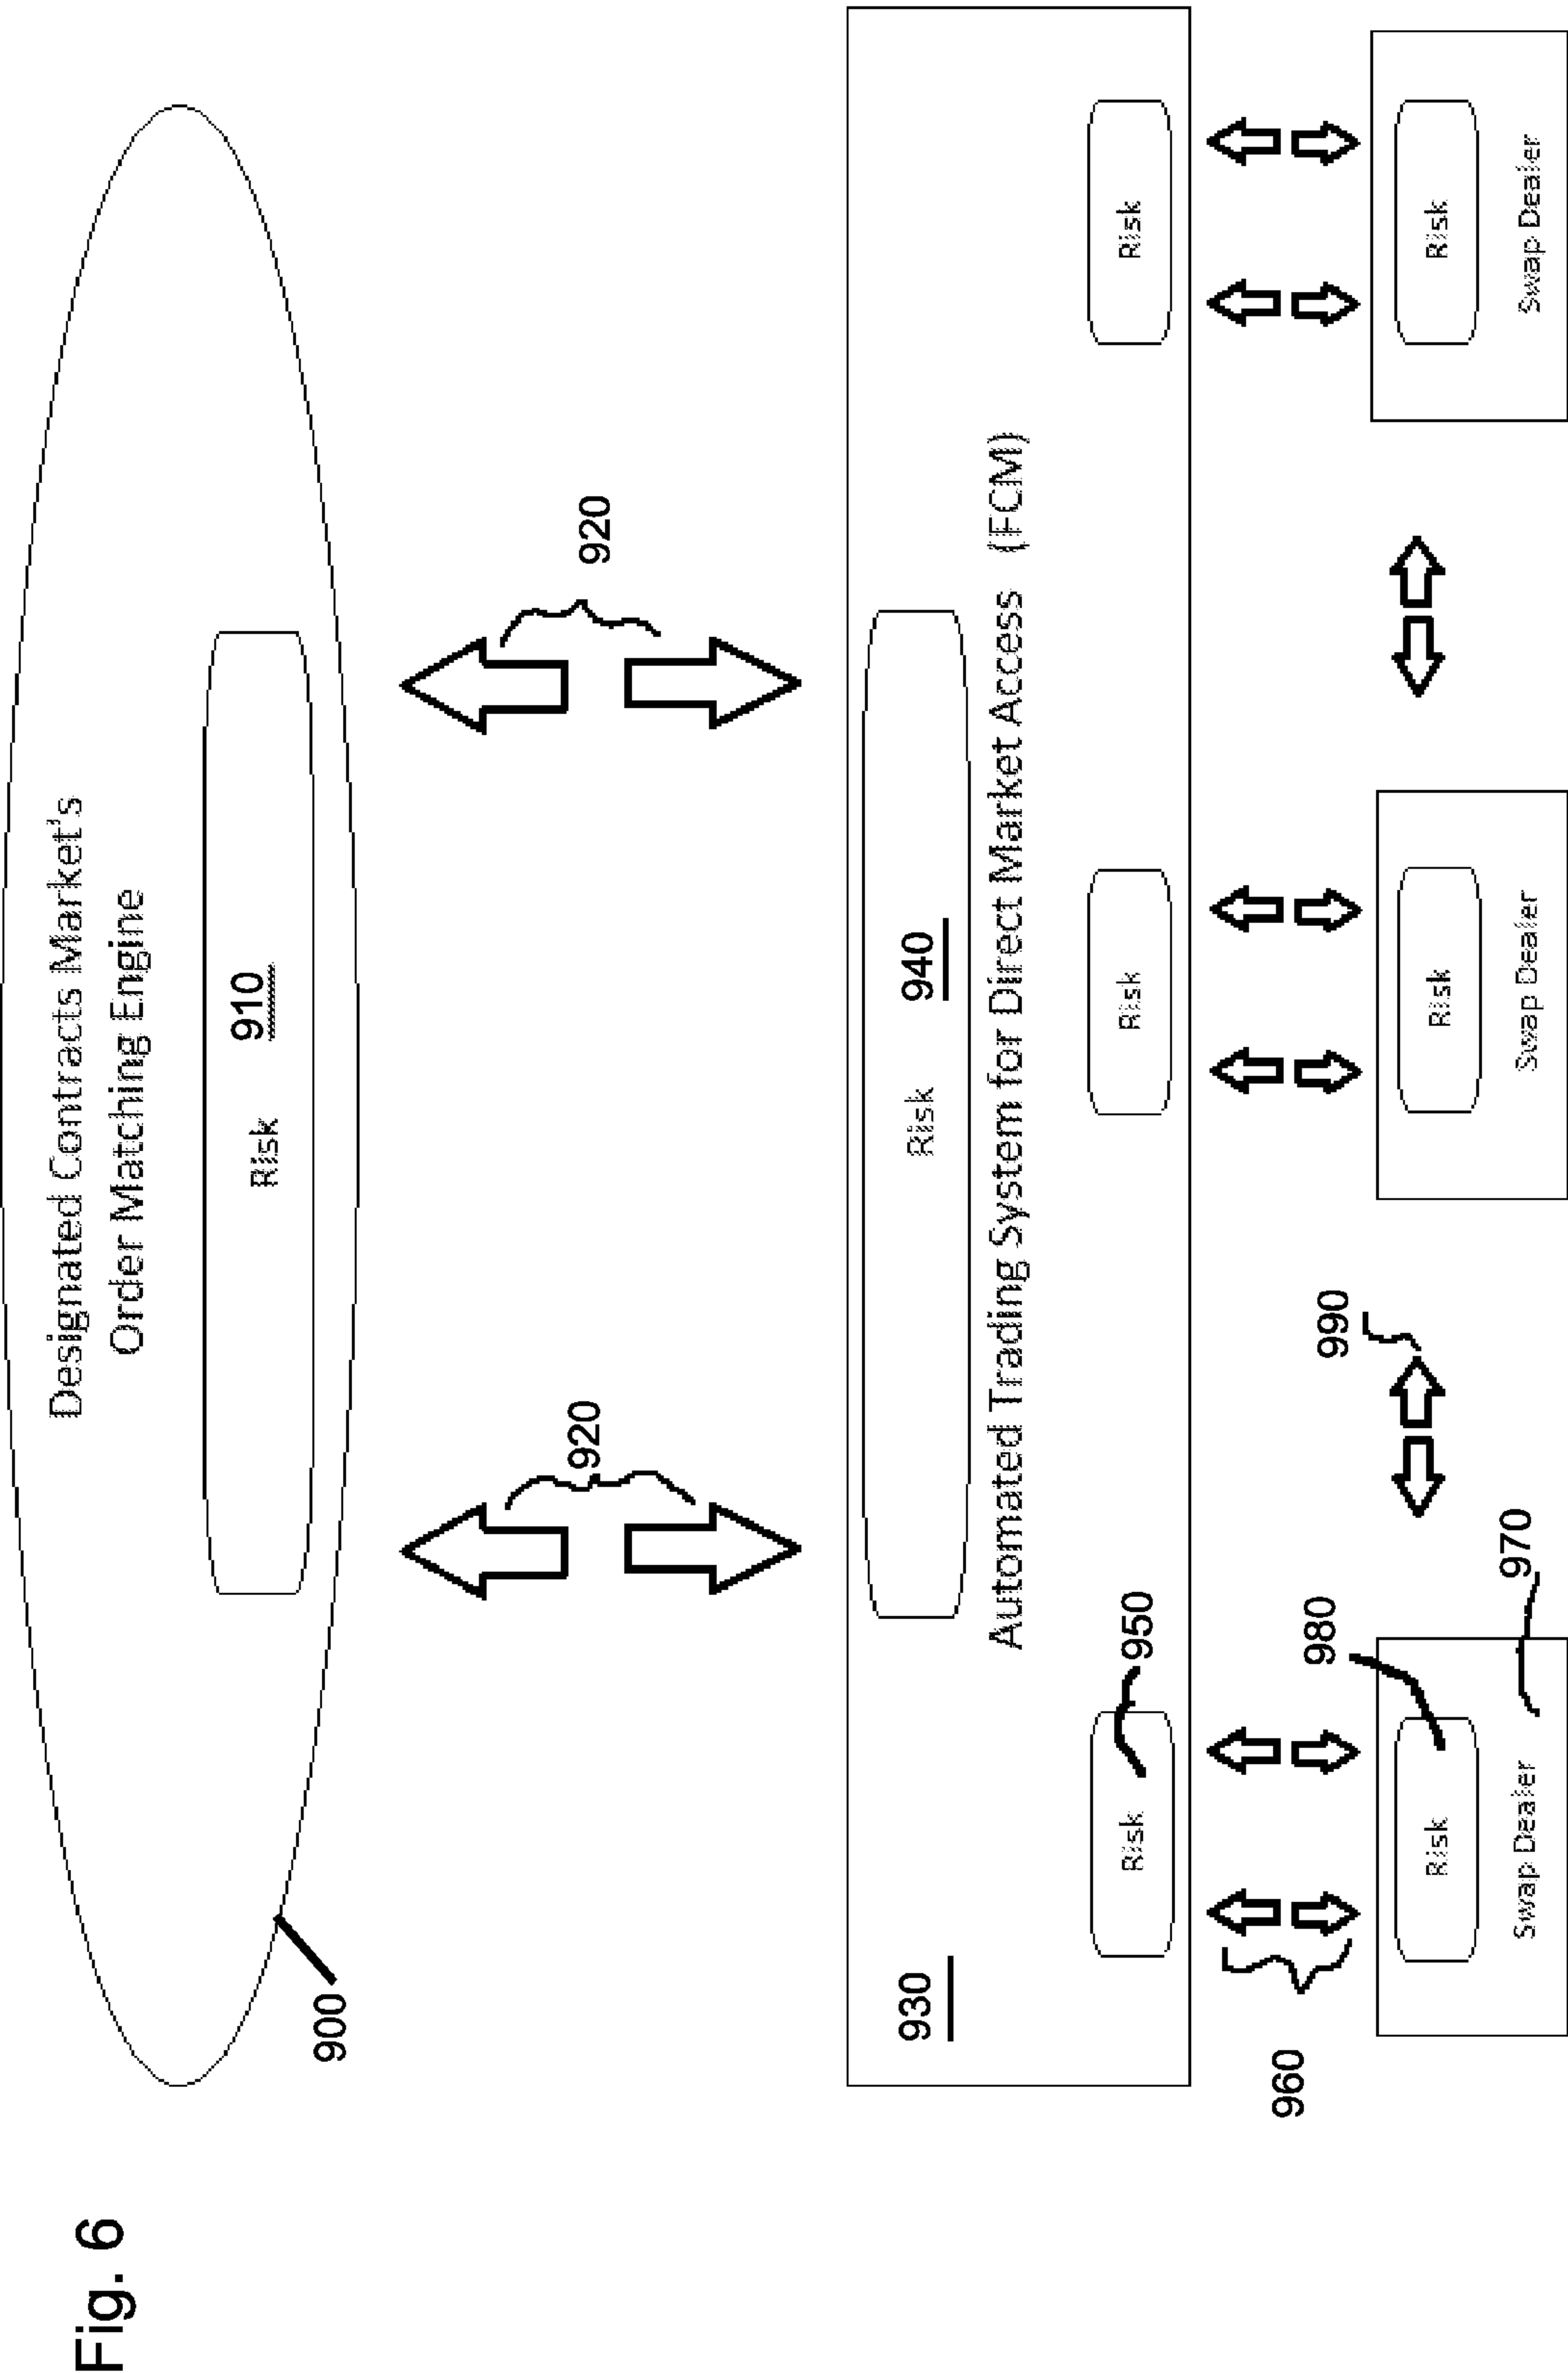 Fig. 6
Designated Contracts Market's
Order Matching Engine
Risk 910
900
920
920
930
Risk 940
Automated Trading System for Direct Market Access (FCM)
Risk
950
Risk
Risk
960
990
Risk
980
Risk
Risk
Swap Dealer
970
Swap Dealer
Swap Dealer